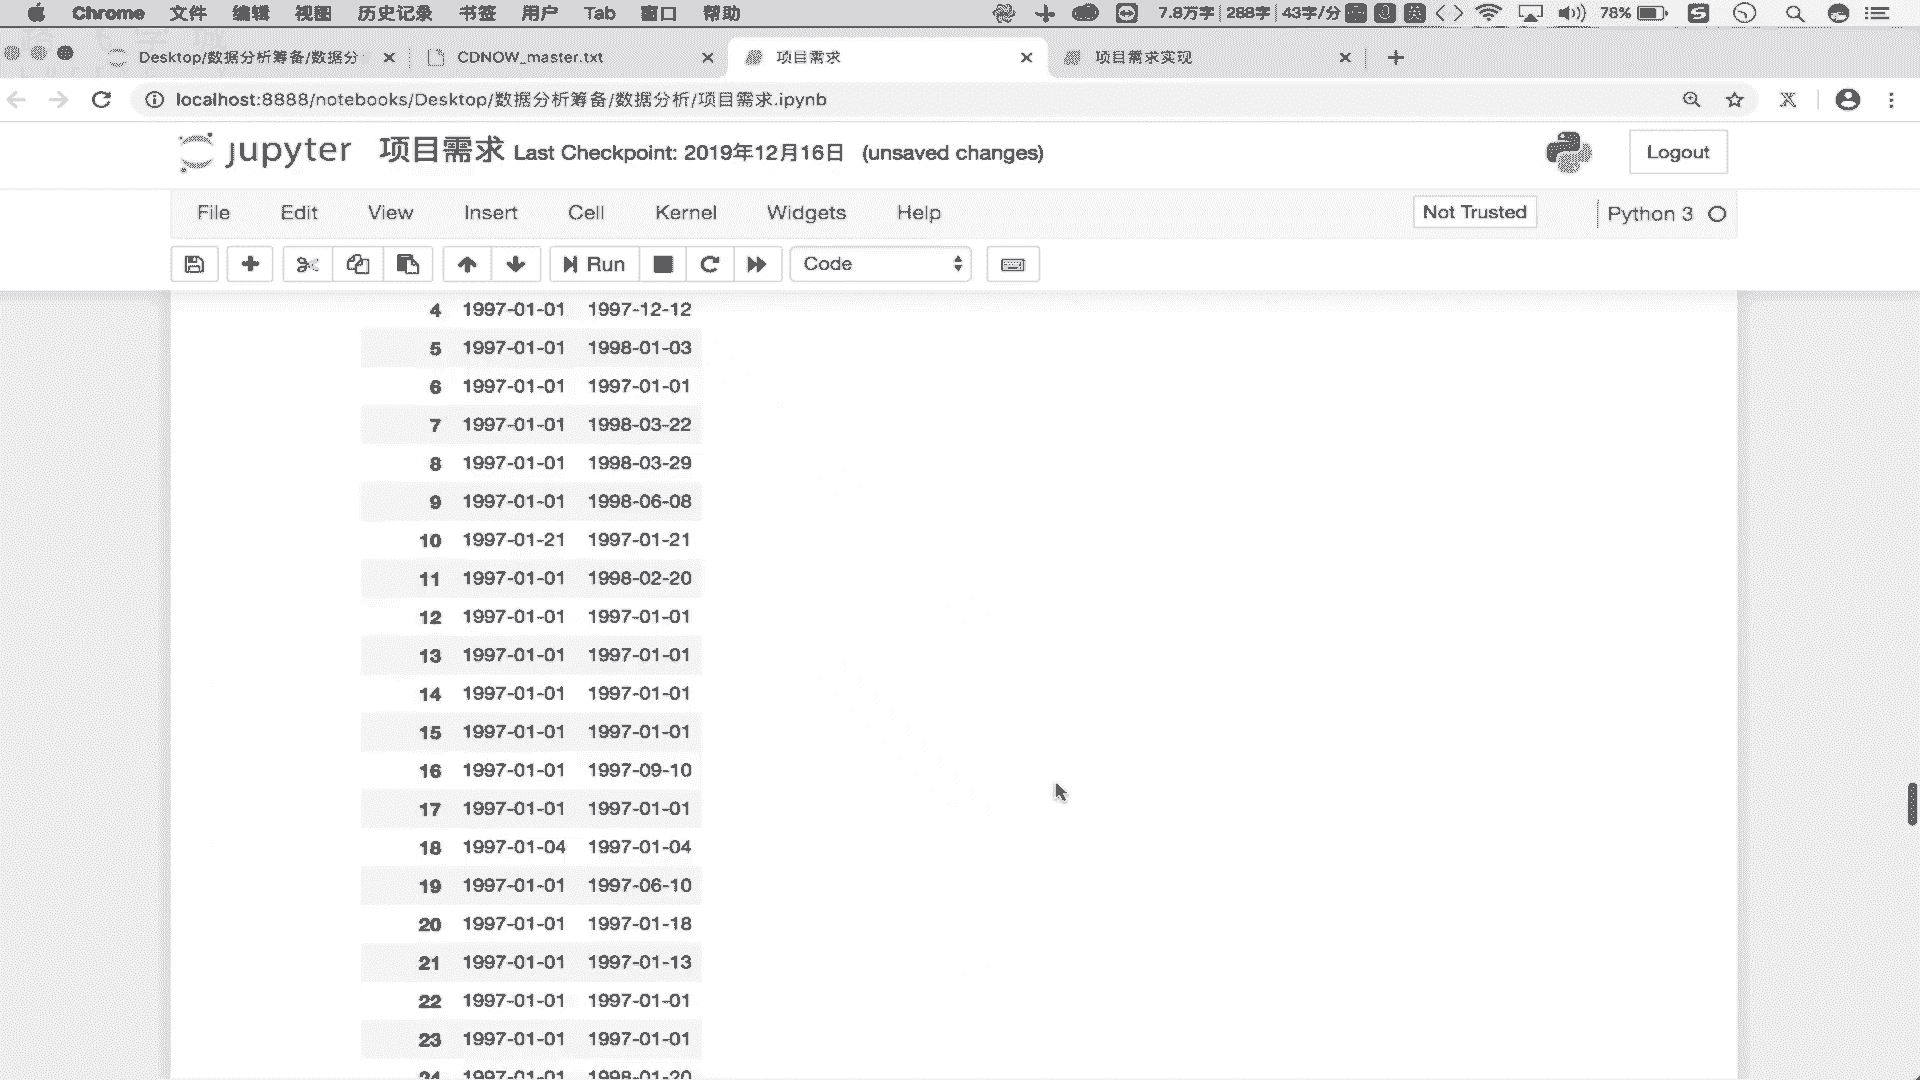 Chrome 文件 编辑 视图 历史记录 书签 用户 Tab 窗口 帮助 7.8万字 288字 43字/分 英 78%
Desktop/数据分析筹备/数据分 CDNOW_master.txt 项目需求 项目需求实现
localhost:8888/notebooks/Desktop/数据分析筹备/数据分析/项目需求.ipynb
jupyter 项目需求 Last Checkpoint: 2019年12月16日 (unsaved changes) Logout
File Edit View Insert Cell Kernel Widgets Help Not Trusted Python 3
Run Code
4 1997-01-01 1997-12-12
5 1997-01-01 1998-01-03
6 1997-01-01 1997-01-01
7 1997-01-01 1998-03-22
8 1997-01-01 1998-03-29
9 1997-01-01 1998-06-08
10 1997-01-21 1997-01-21
11 1997-01-01 1998-02-20
12 1997-01-01 1997-01-01
13 1997-01-01 1997-01-01
14 1997-01-01 1997-01-01
15 1997-01-01 1997-01-01
16 1997-01-01 1997-09-10
17 1997-01-01 1997-01-01
18 1997-01-04 1997-01-04
19 1997-01-01 1997-06-10
20 1997-01-01 1997-01-18
21 1997-01-01 1997-01-13
22 1997-01-01 1997-01-01
23 1997-01-01 1997-01-01
24 1997-01-01 1998-01-20